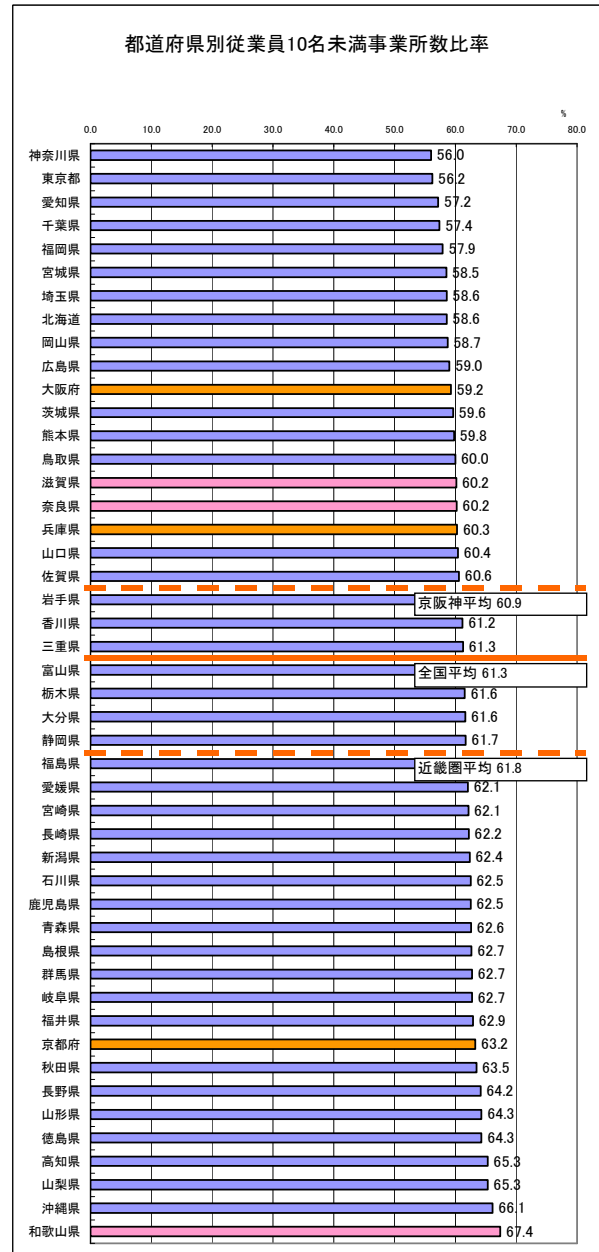 都道府県別従業員10名未満事業所数比率
%
0.0 10.0 20.0 30.0 40.0 50.0 60.0 70.0 80.0
神奈川県 56.0
東京都 56.2
愛知県 57.2
千葉県 57.4
福岡県 57.9
宮城県 58.5
埼玉県 58.6
北海道 58.6
岡山県 58.7
広島県 59.0
大阪府 59.2
茨城県 59.6
熊本県 59.8
鳥取県 60.0
滋賀県 60.2
奈良県 60.2
兵庫県 60.3
山口県 60.4
佐賀県 60.6
岩手県 京阪神平均 60.9
香川県 61.2
三重県 61.3
富山県 全国平均 61.3
栃木県 61.6
大分県 61.6
静岡県 61.7
福島県 近畿圏平均 61.8
愛媛県 62.1
宮崎県 62.1
長崎県 62.2
新潟県 62.4
石川県 62.5
鹿児島県 62.5
青森県 62.6
島根県 62.7
群馬県 62.7
岐阜県 62.7
福井県 62.9
京都府 63.2
秋田県 63.5
長野県 64.2
山形県 64.3
徳島県 64.3
高知県 65.3
山梨県 65.3
沖縄県 66.1
和歌山県 67.4